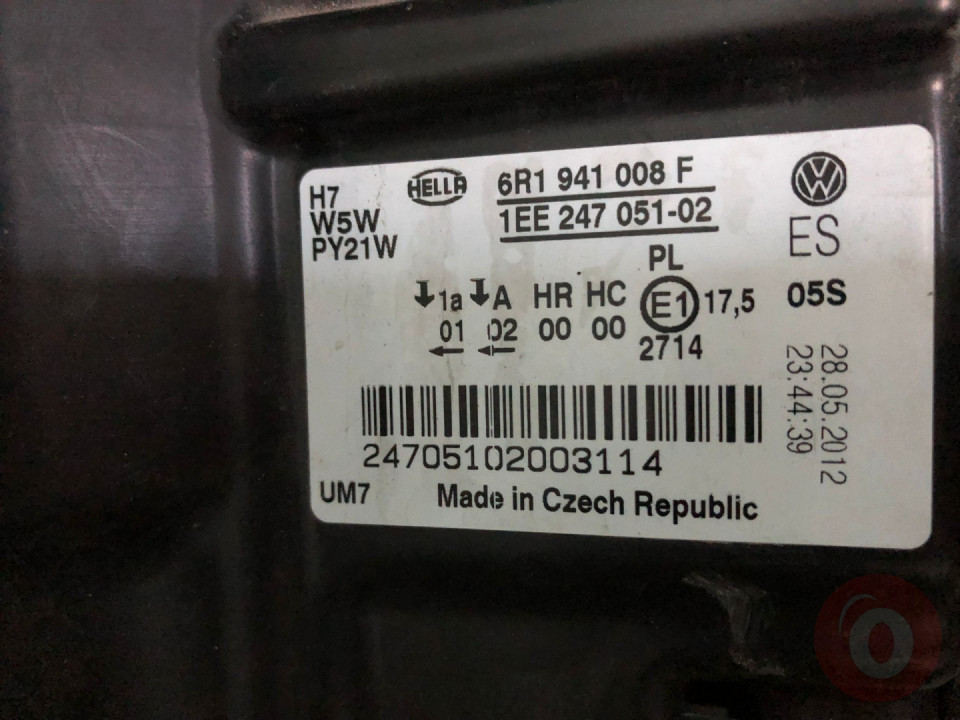 H7
W5W
PY21W
HELLA
6R1 941 008 F
1EE 247 051-02
ES
PL
1a A HR HC E1 17,5 05S
01 02 00 00 2714
28.05.2012
23:44:39
24705102003114
UM7 Made in Czech Republic